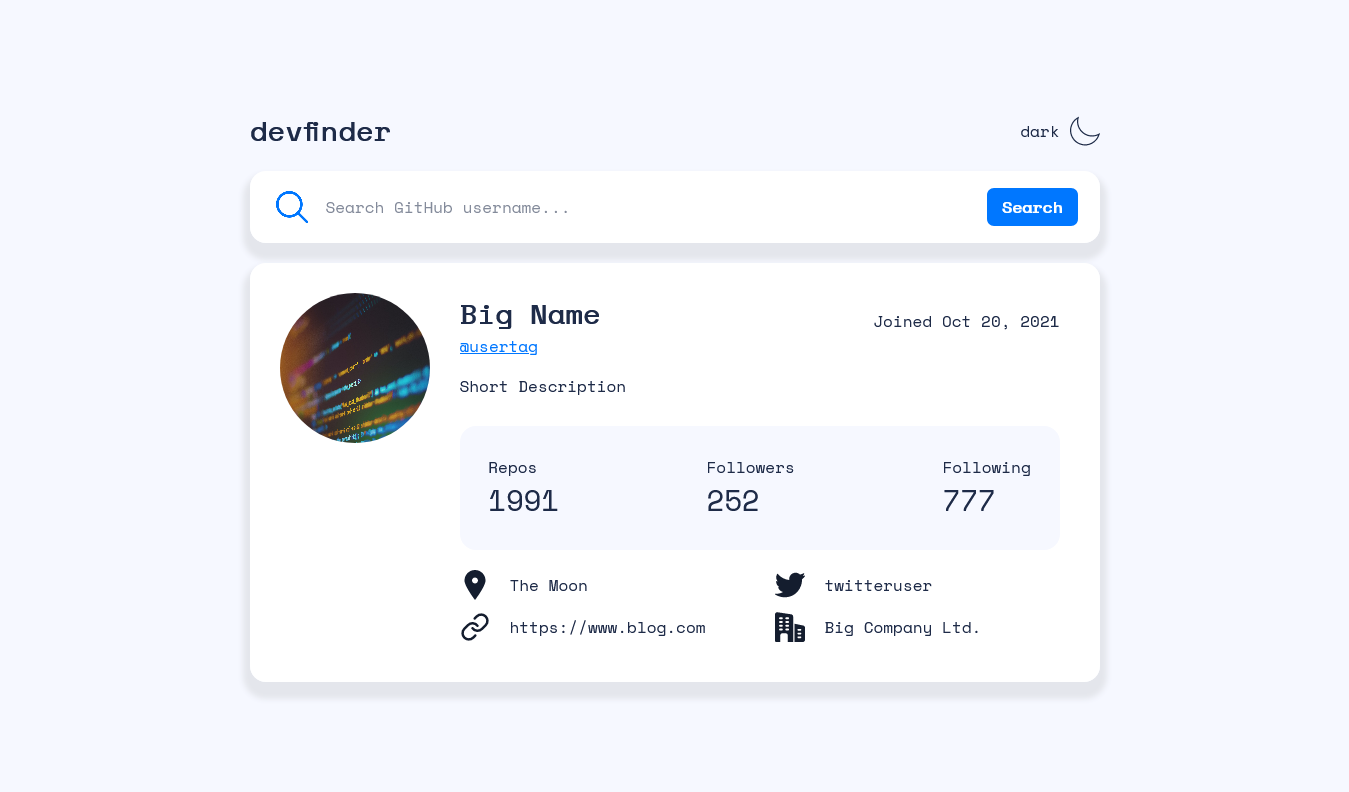 devfinder
dark
Search GitHub username...
Search
Big Name
Joined Oct 20, 2021
@usertag
Short Description
Repos Followers Following
1991 252 777
The Moon twitteruser
https://www.blog.com Big Company Ltd.